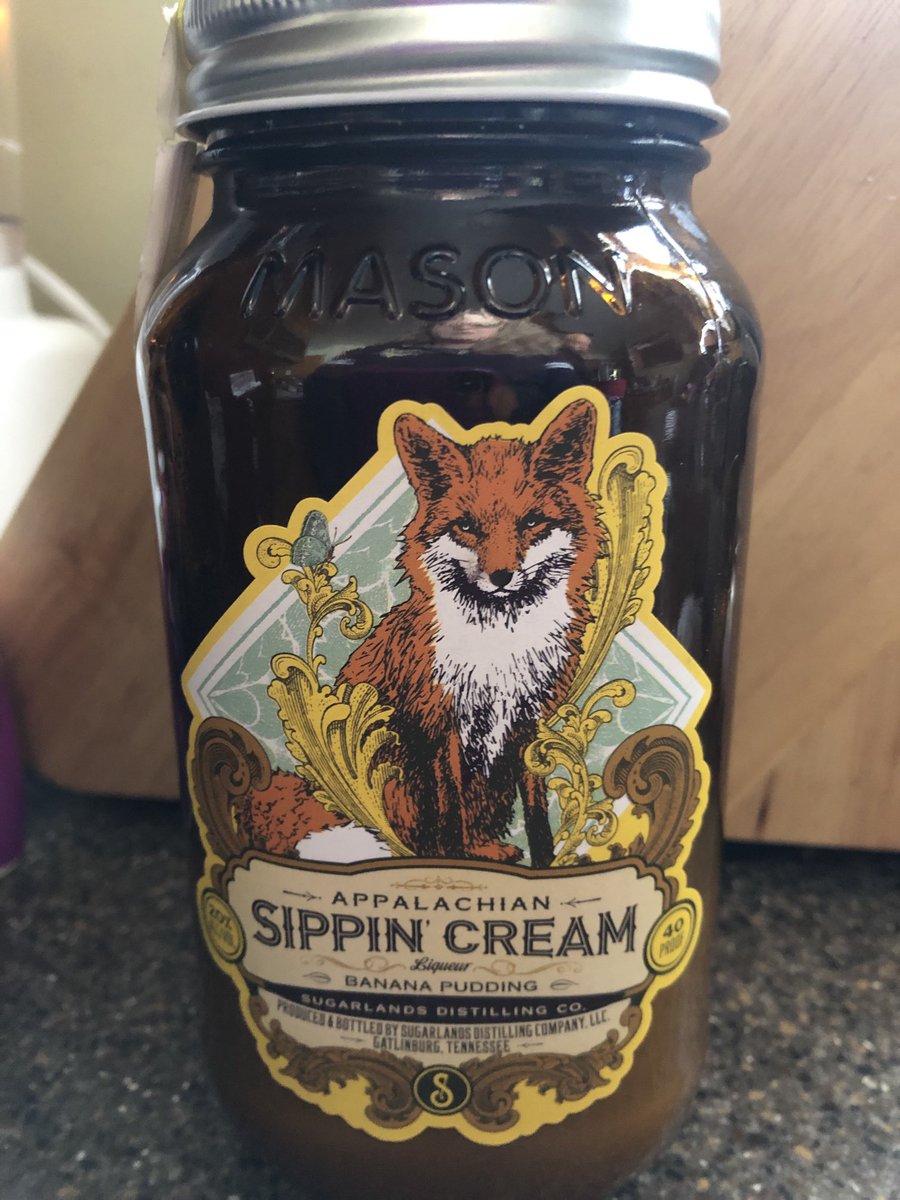 MASON
APPALACHIAN
SIPPIN' CREAM
Liqueur
BANANA PUDDING
20%
40
PROOF
SUGARLANDS DISTILLING CO.
PRODUCED & BOTTLED BY SUGARLANDS DISTILLING COMPANY, LLC.
GATLINBURG, TENNESSEE
S